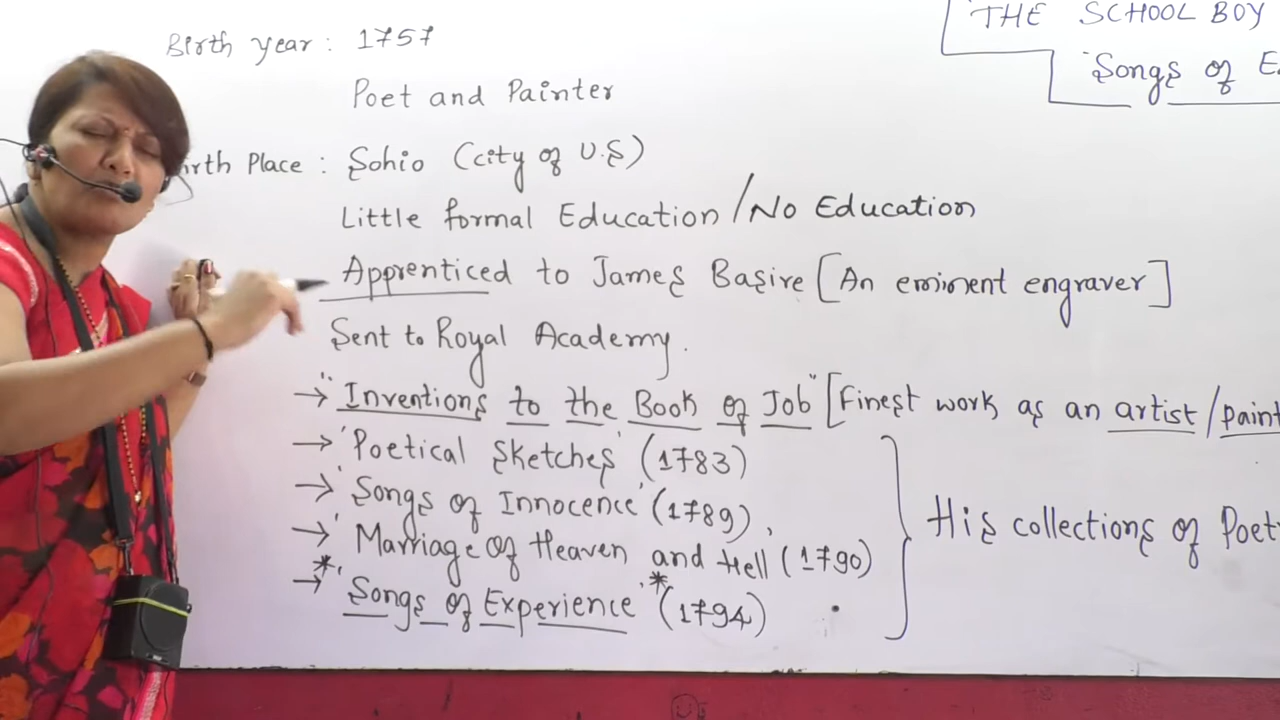 THE SCHOOL BOY
'Songs of E
Birth year : 1757
Poet and Painter
irth Place : Sohio (city of U.S)
Little formal Education / No Education
Apprenticed to James Basire [An eminent engraver]
Sent to Royal Academy.
→ "Inventions to the Book of Job" [Finest work as an artist/paint
→ 'Poetical Sketches' (1783)
→ 'Songs of Innocence' (1789),
→ 'Marriage of Heaven and Hell (1790)
*→ 'Songs of Experience'* (1794)
His collections of Poet